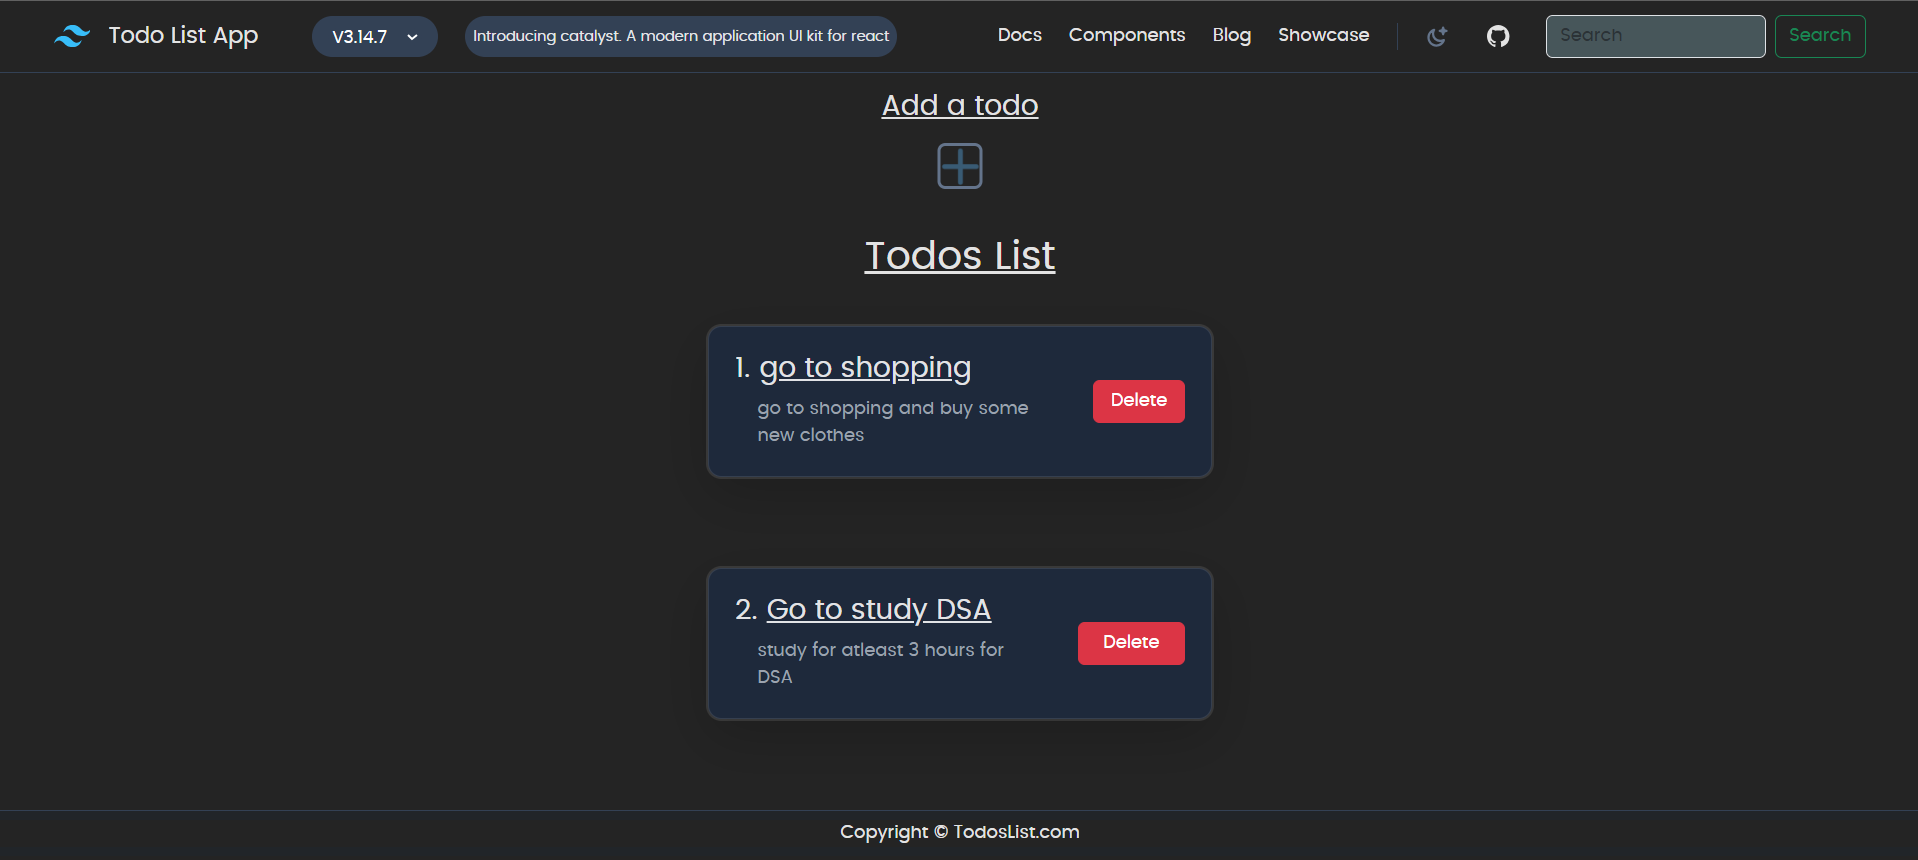 Todo List App
V3.14.7
Introducing catalyst. A modern application UI kit for react
Docs
Components
Blog
Showcase
Search
Search
Add a todo
Todos List
1. go to shopping
go to shopping and buy some
new clothes
Delete
2. Go to study DSA
study for atleast 3 hours for
DSA
Delete
Copyright © TodosList.com